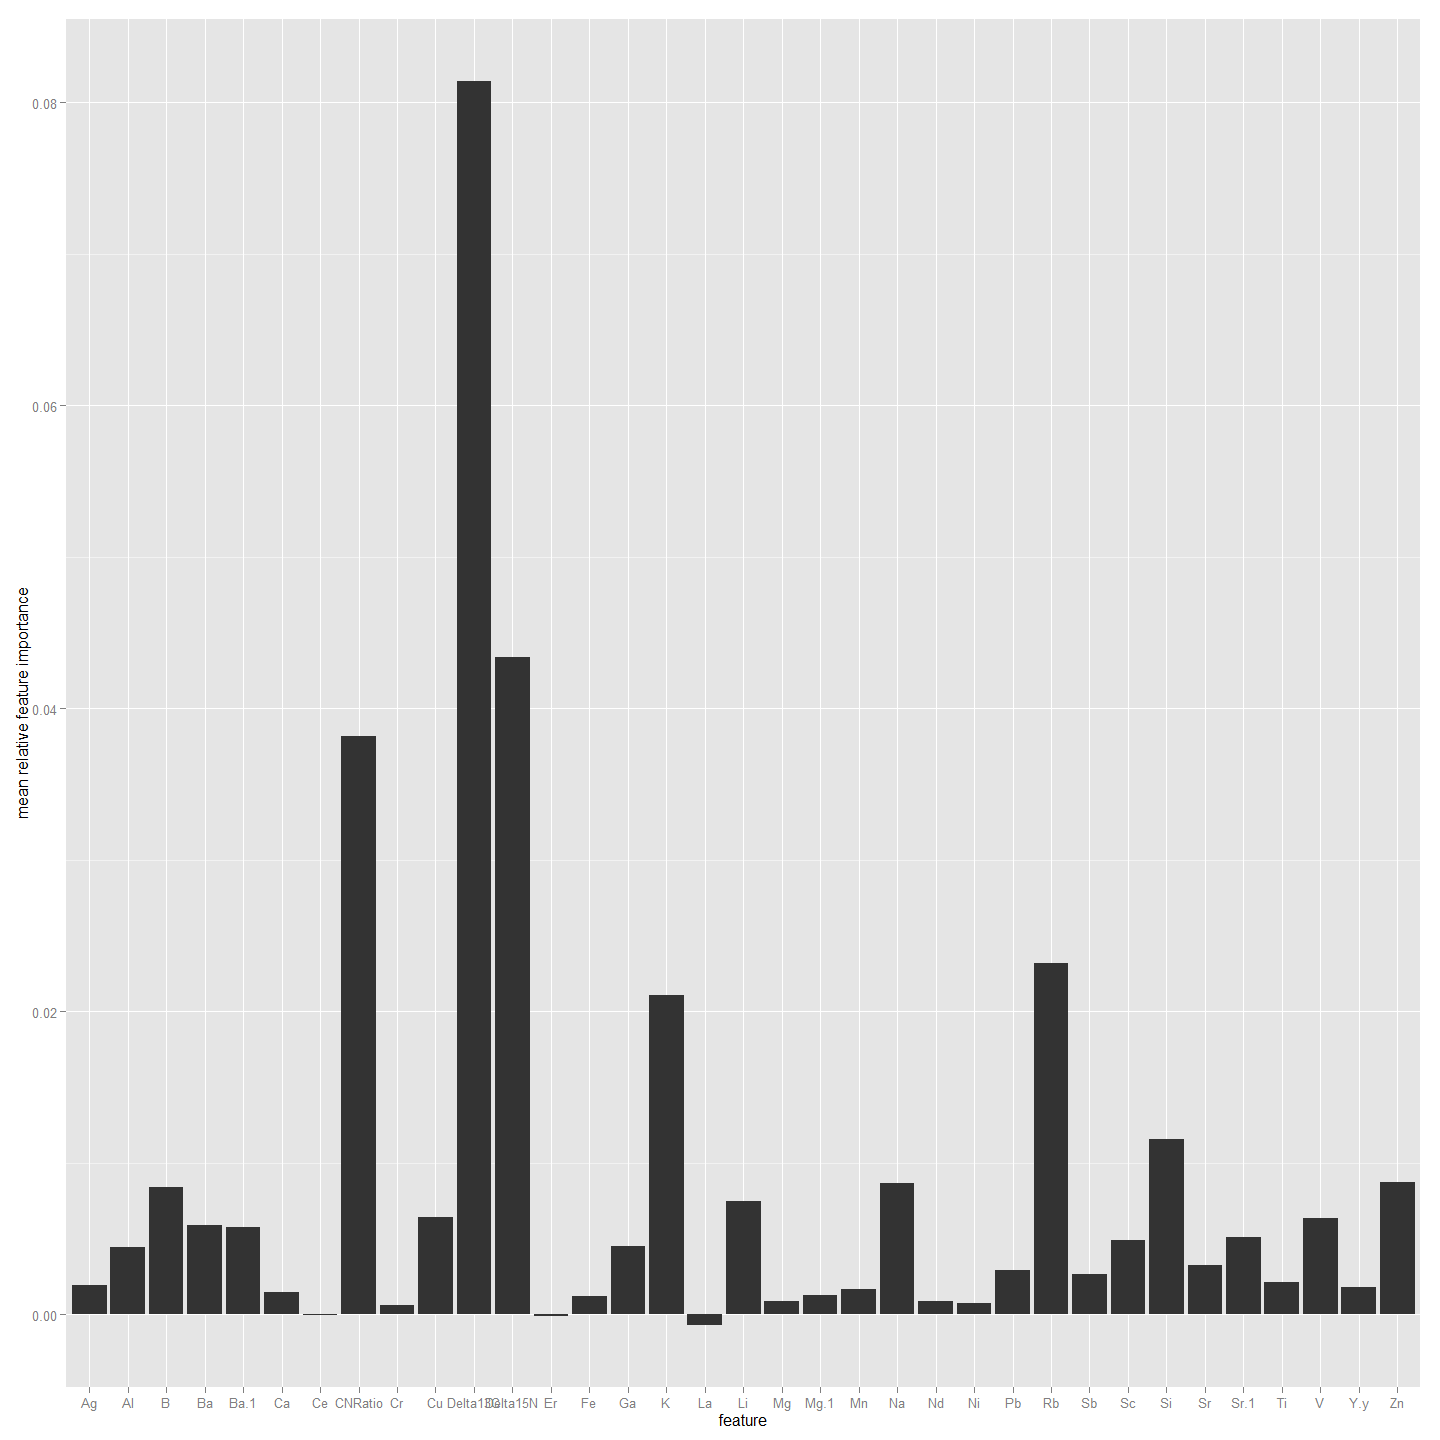 0.08
0.06
0.04
0.02
0.00
mean relative feature importance
Ag Al B Ba Ba.1 Ca Ce CNRatio Cr Cu Delta13C Delta15N Er Fe Ga K La Li Mg Mg.1 Mn Na Nd Ni Pb Rb Sb Sc Si Sr Sr.1 Ti V Y.y Zn
feature